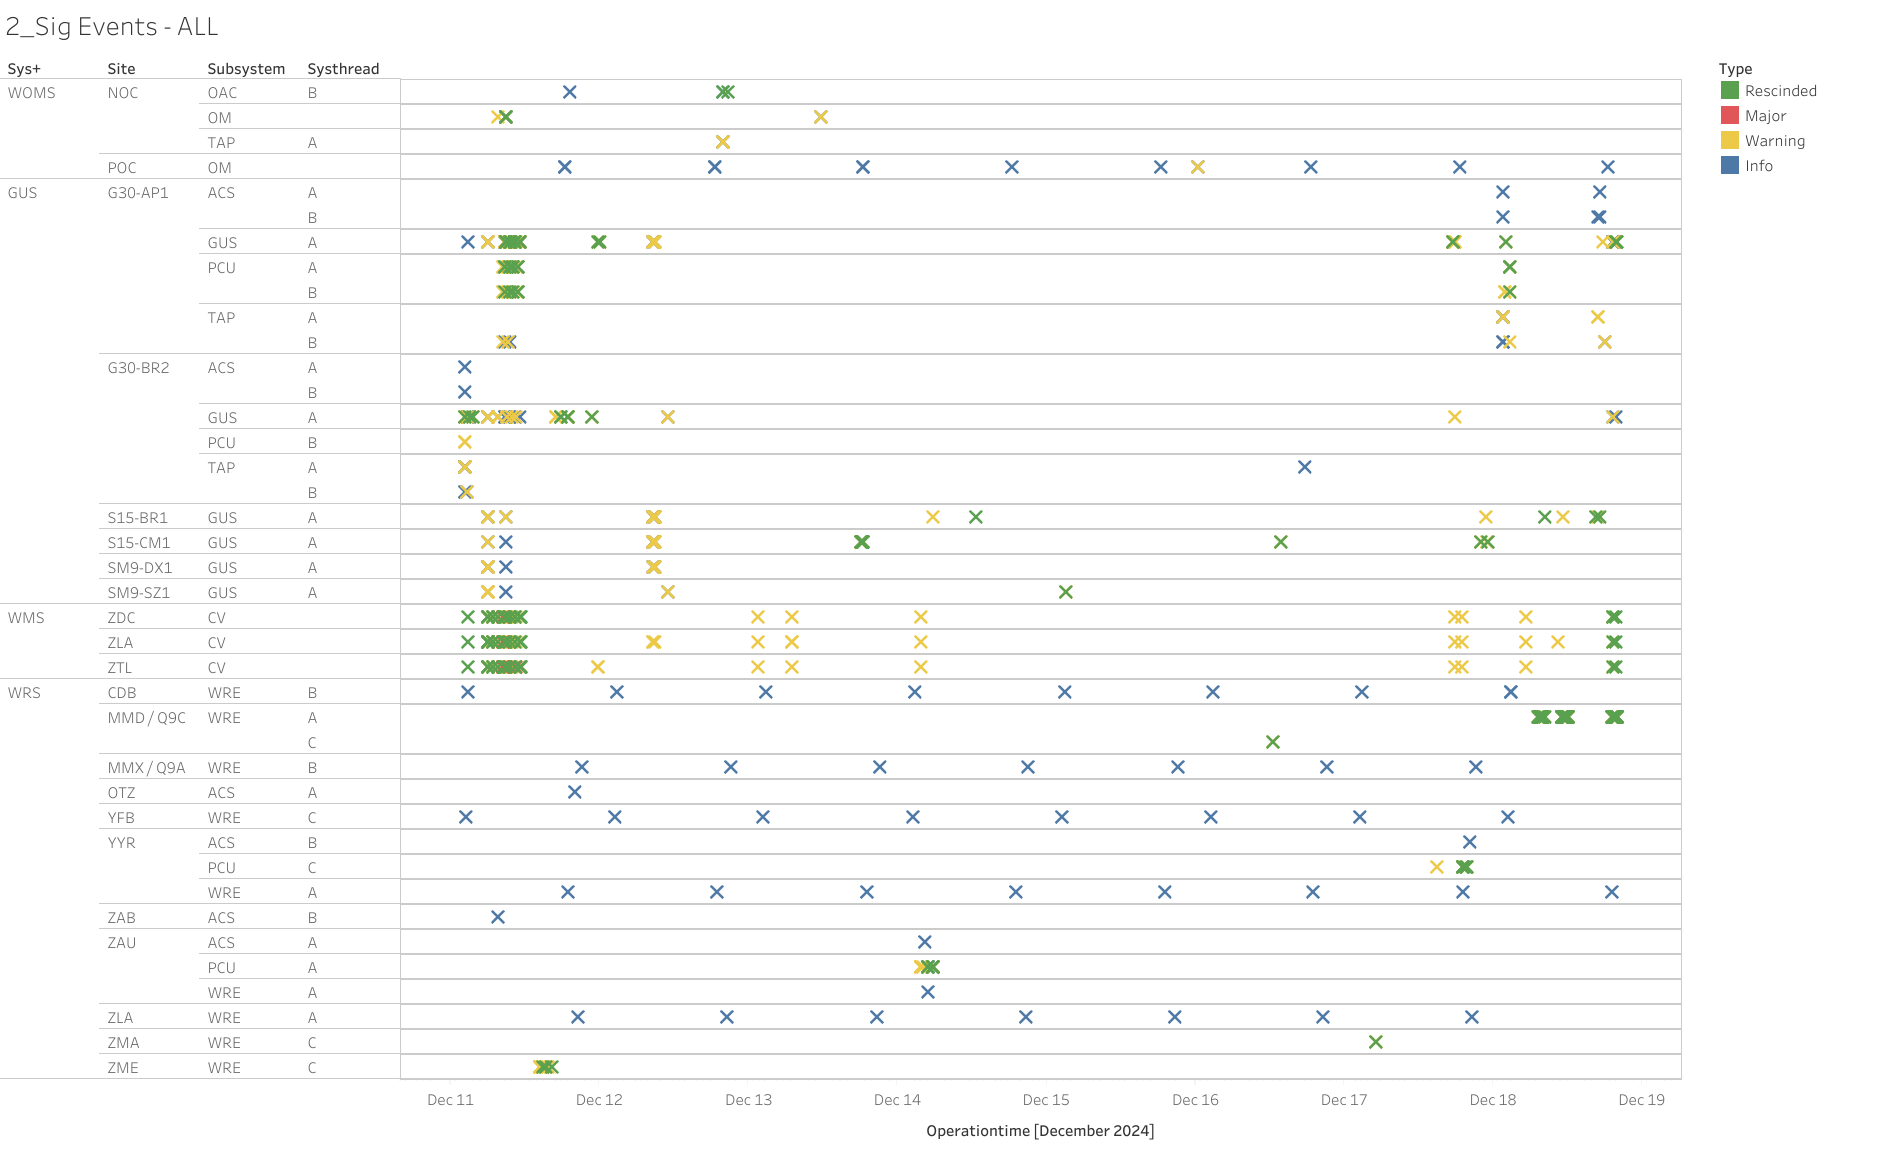 2_Sig Events - ALL
Sys+ Site Subsystem Systhread
Type
WOMS NOC OAC B
Rescinded
OM
Major
TAP A
Warning
POC OM
Info
GUS G30-AP1 ACS A
B
GUS A
PCU A
B
TAP A
B
G30-BR2 ACS A
B
GUS A
PCU B
TAP A
B
S15-BR1 GUS A
S15-CM1 GUS A
SM9-DX1 GUS A
SM9-SZ1 GUS A
WMS ZDC CV
ZLA CV
ZTL CV
WRS CDB WRE B
MMD / Q9C WRE A
C
MMX / Q9A WRE B
OTZ ACS A
YFB WRE C
YYR ACS B
PCU C
WRE A
ZAB ACS B
ZAU ACS A
PCU A
WRE A
ZLA WRE A
ZMA WRE C
ZME WRE C
Dec 11 Dec 12 Dec 13 Dec 14 Dec 15 Dec 16 Dec 17 Dec 18 Dec 19
Operationtime [December 2024]